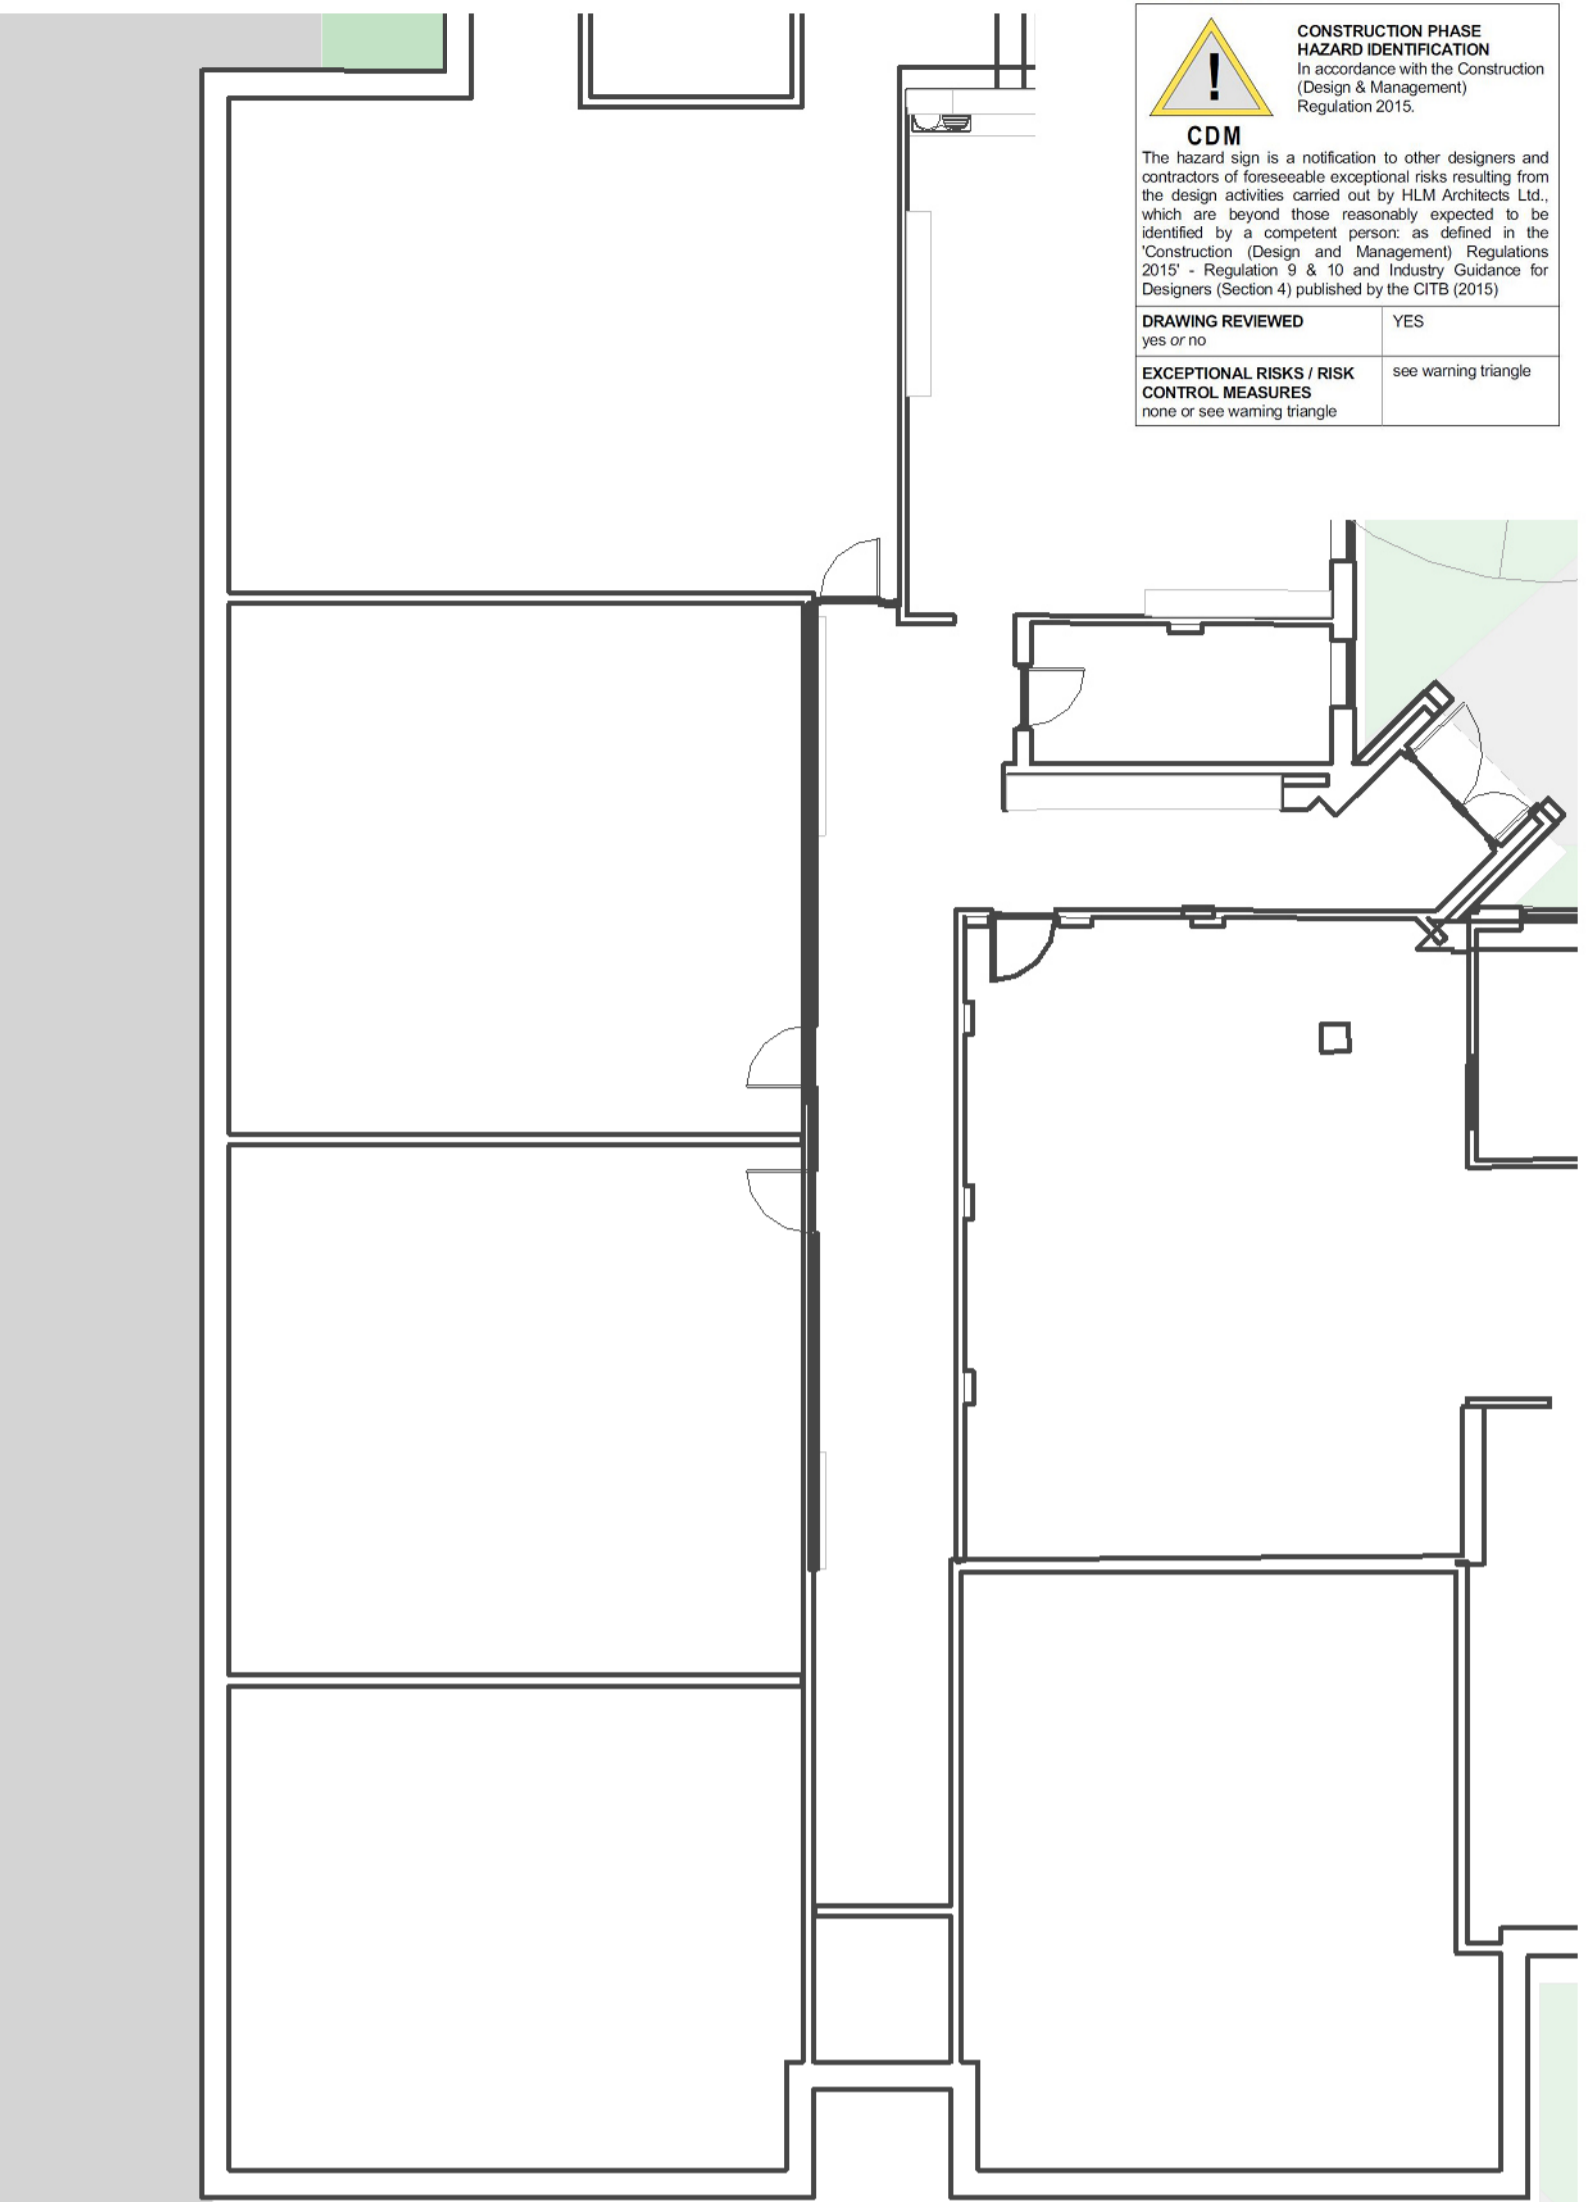 !
CDM
CONSTRUCTION PHASE
HAZARD IDENTIFICATION
In accordance with the Construction
(Design & Management)
Regulation 2015.
The hazard sign is a notification to other designers and
contractors of foreseeable exceptional risks resulting from
the design activities carried out by HLM Architects Ltd.,
which are beyond those reasonably expected to be
identified by a competent person: as defined in the
'Construction (Design and Management) Regulations
2015' - Regulation 9 & 10 and Industry Guidance for
Designers (Section 4) published by the CITB (2015)
DRAWING REVIEWED
yes or no
YES
EXCEPTIONAL RISKS / RISK
CONTROL MEASURES
none or see warning triangle
see warning triangle